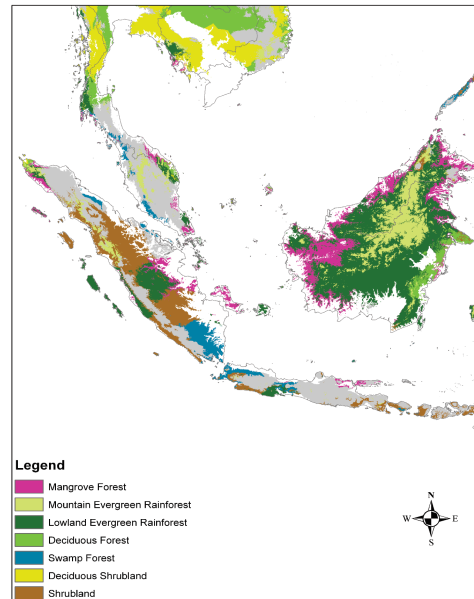 Legend
Mangrove Forest
Mountain Evergreen Rainforest
Lowland Evergreen Rainforest
Deciduous Forest
Swamp Forest
Deciduous Shrubland
Shrubland
N
W E
S